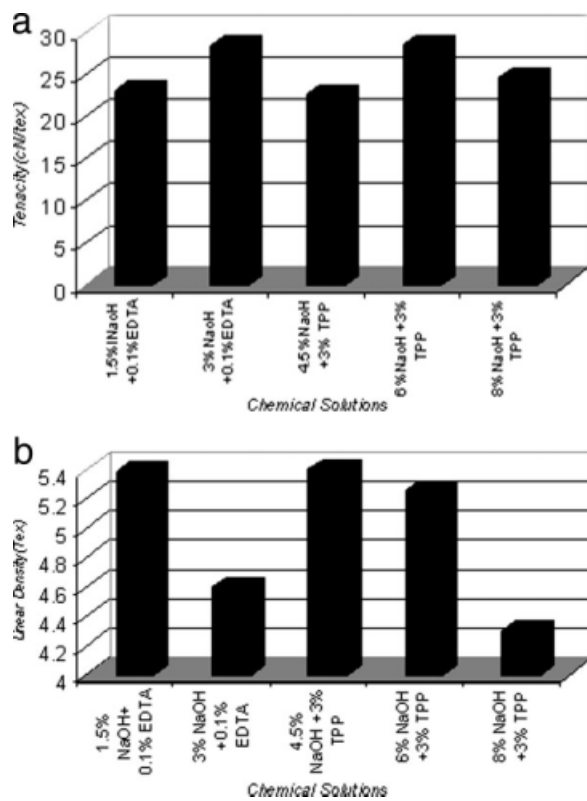 a
30
25
20
15
10
5
0
Tenacity(cN/tex)
1.5%lNaoH
+0.1%EDTA
3% NaoH
+0.1%EDTA
4.5% NaoH
+3% TPP
6% NaoH +3%
TPP
8% NaoH +3%
TPP
Chemical Solutions
b
5.4
5.2
5
4.8
4.6
4.4
4.2
4
Linear Density(Tex)
1.5%
NaOH+
0.1% EDTA
3% NaOH
+0.1%
EDTA
4.5%
NaOH +3%
TPP
6% NaOH
+3% TPP
8% NaOH
+3% TPP
Chemical Solutions